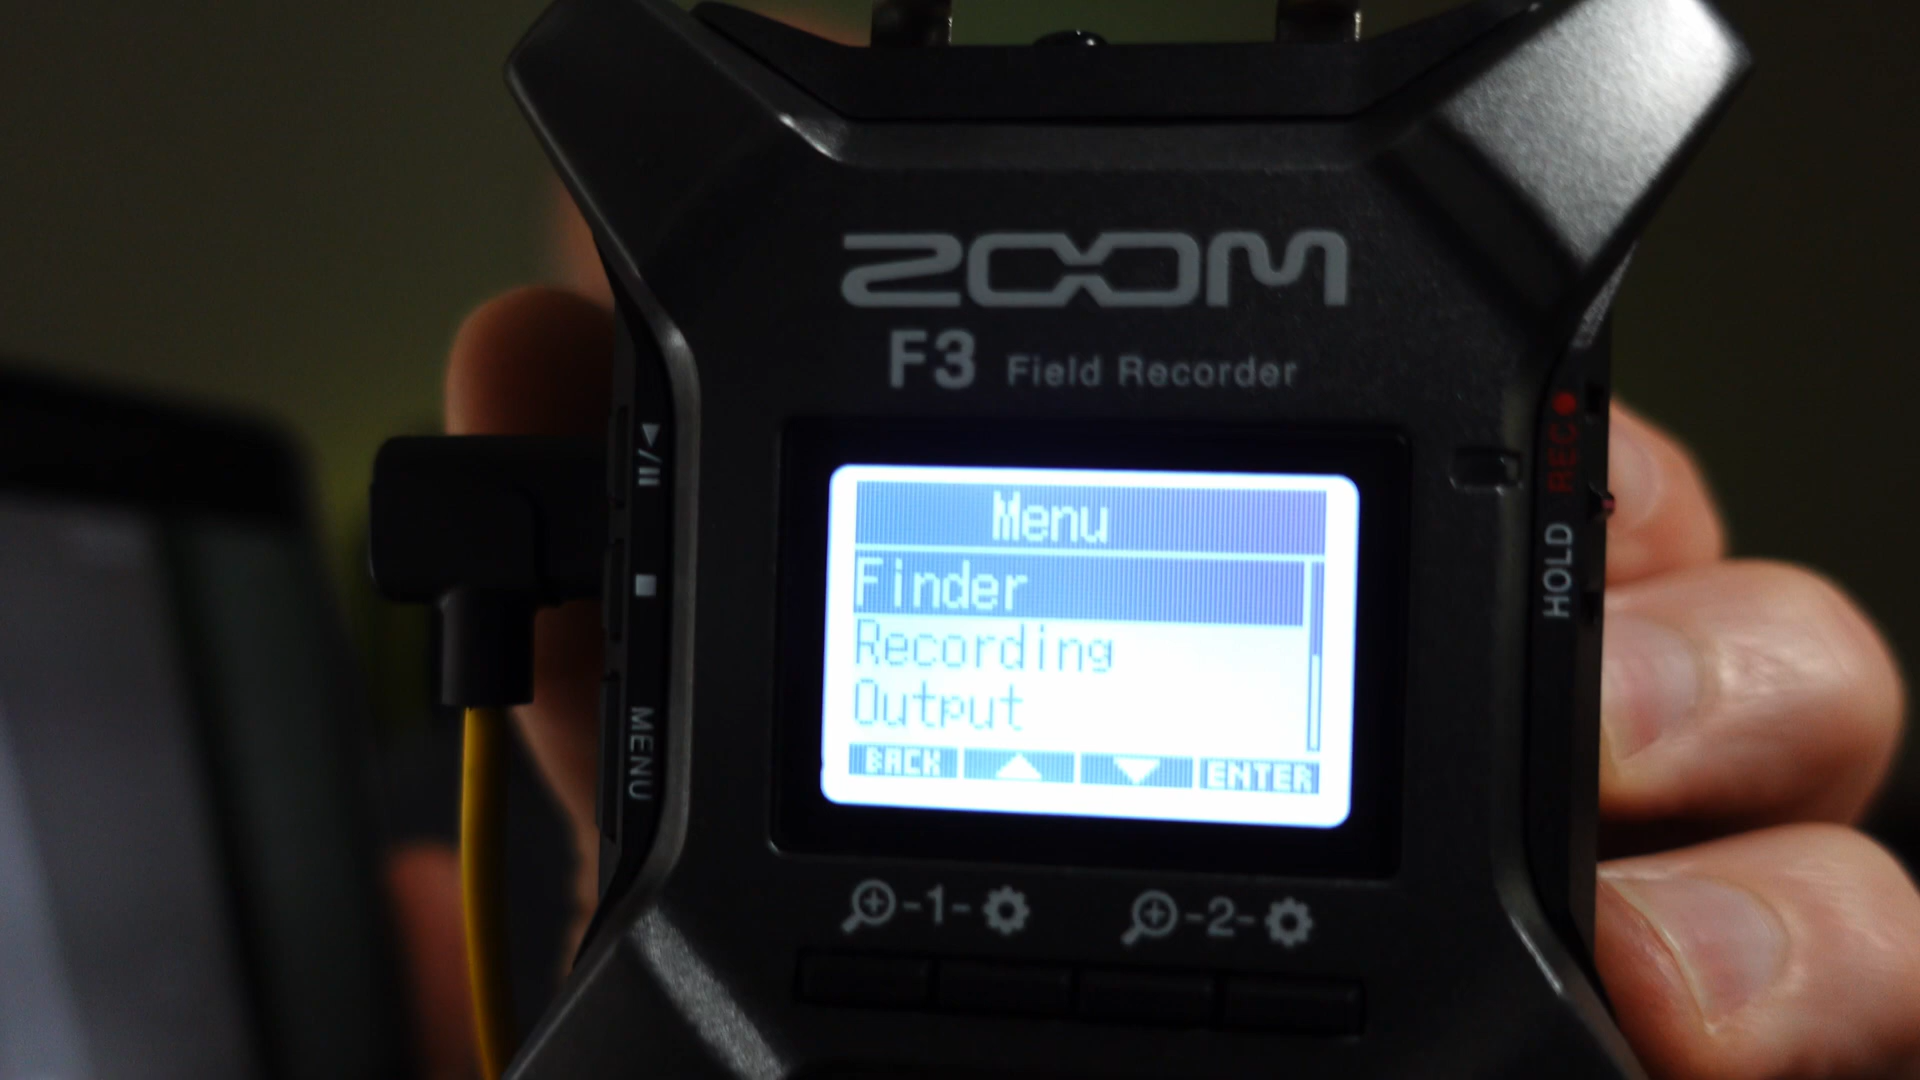 ZOOM
F3 Field Recorder
REC
HOLD
MENU
Menu
Finder
Recording
Output
BACK ENTER
-1- -2-